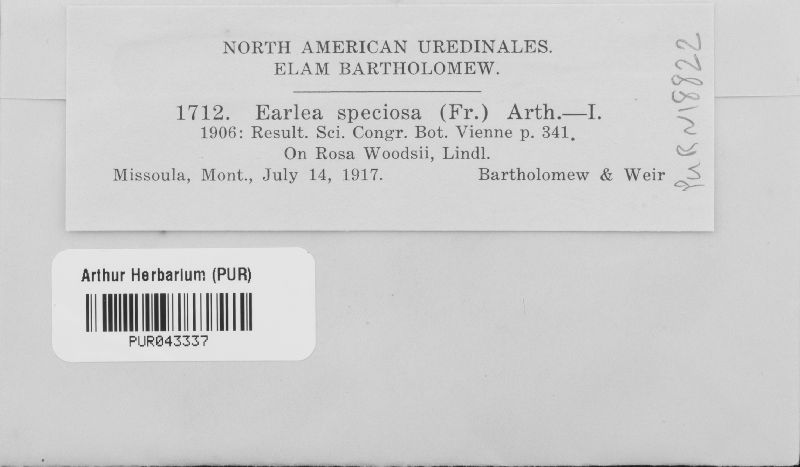 NORTH AMERICAN UREDINALES.
ELAM BARTHOLOMEW.
1712. Earlea speciosa (Fr.) Arth.—I.
1906: Result. Sci. Congr. Bot. Vienne p. 341.
On Rosa Woodsii, Lindl.
Missoula, Mont., July 14, 1917. Bartholomew & Weir
PUR N18822
Arthur Herbarium (PUR)
PUR043337